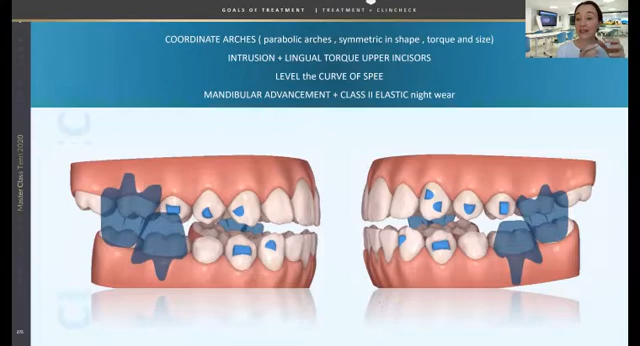 GOALS OF TREATMENT | TREATMENT + CLINCHECK
COORDINATE ARCHES ( parabolic arches , symmetric in shape , torque and size)
INTRUSION + LINGUAL TORQUE UPPER INCISORS
LEVEL the CURVE OF SPEE
MANDIBULAR ADVANCEMENT + CLASS II ELASTIC night wear
Master Class Teen 2020